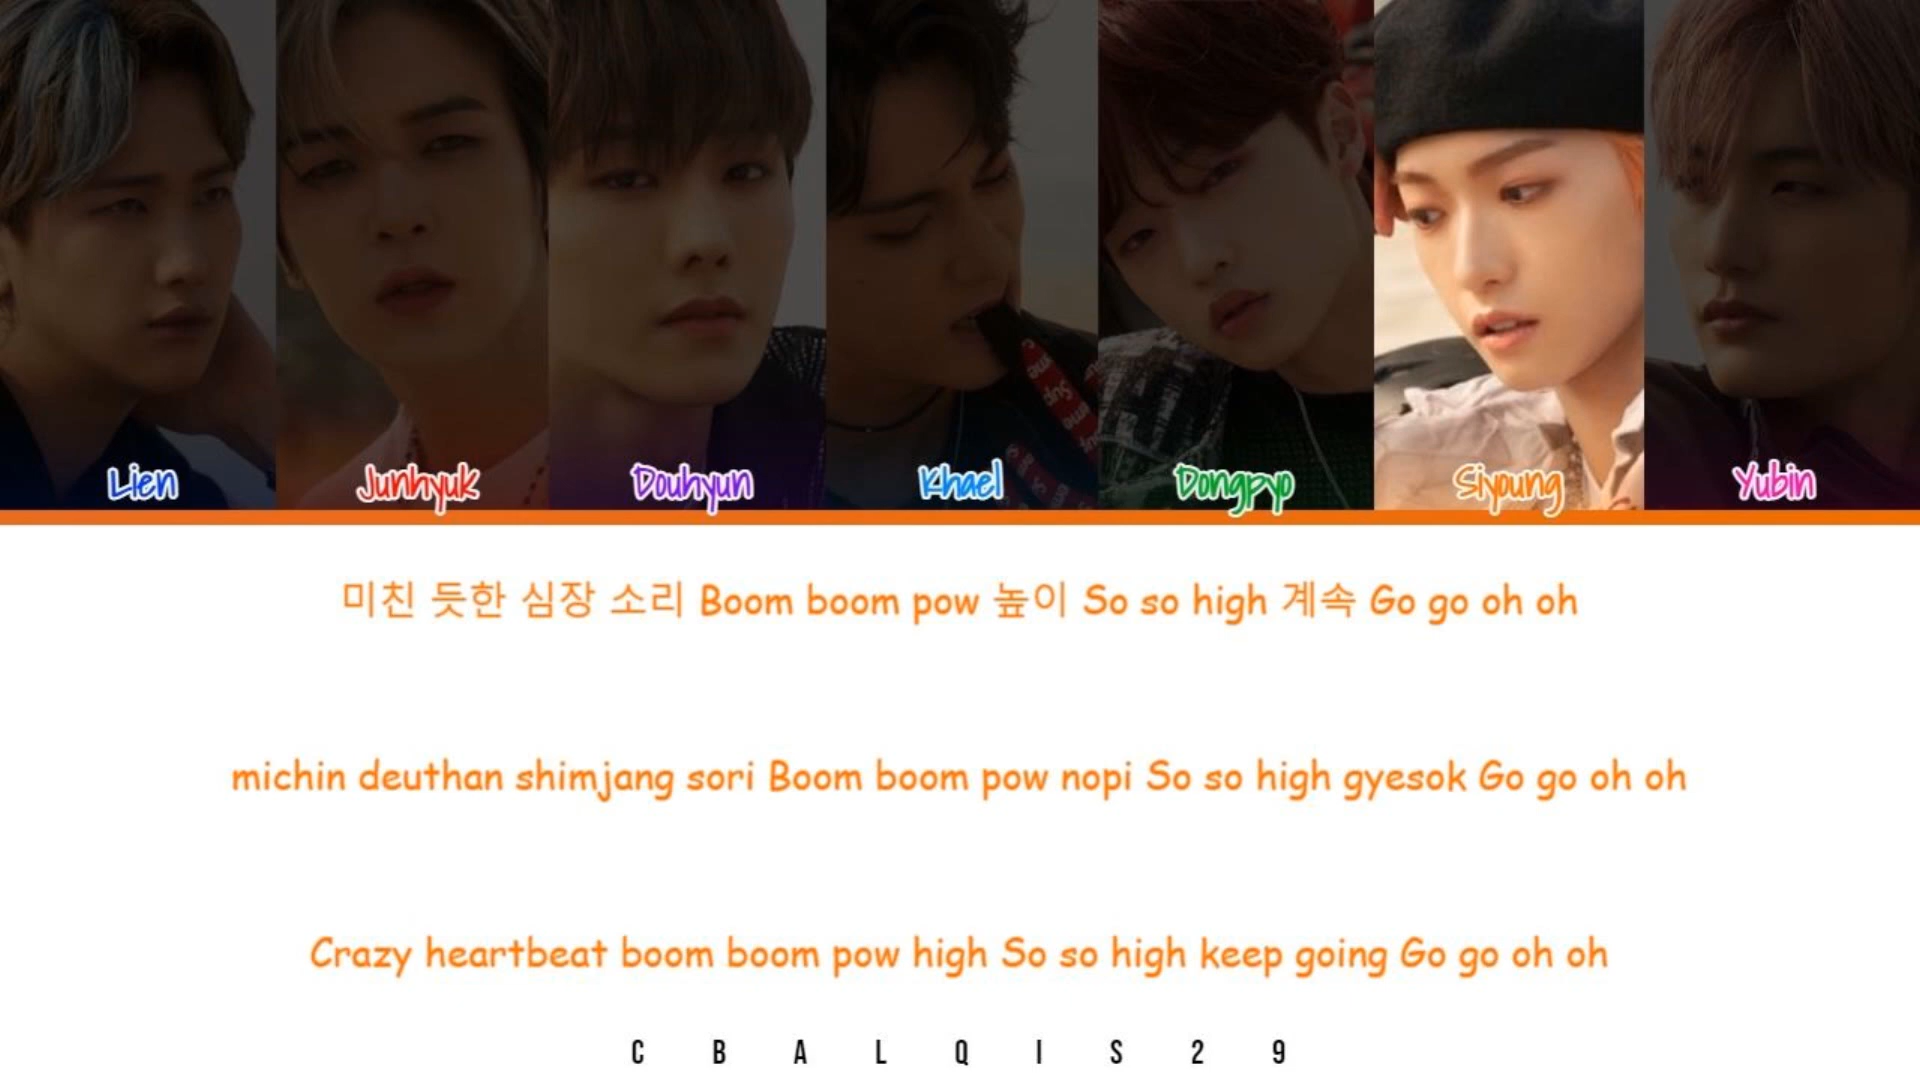 Lien Junhyuk Douhyun Khael Dongpyo Siyoung Yubin
미친 듯한 심장 소리 Boom boom pow 높이 So so high 계속 Go go oh oh
michin deuthan shimjang sori Boom boom pow nopi So so high gyesok Go go oh oh
Crazy heartbeat boom boom pow high So so high keep going Go go oh oh
C B A L Q I S 2 9